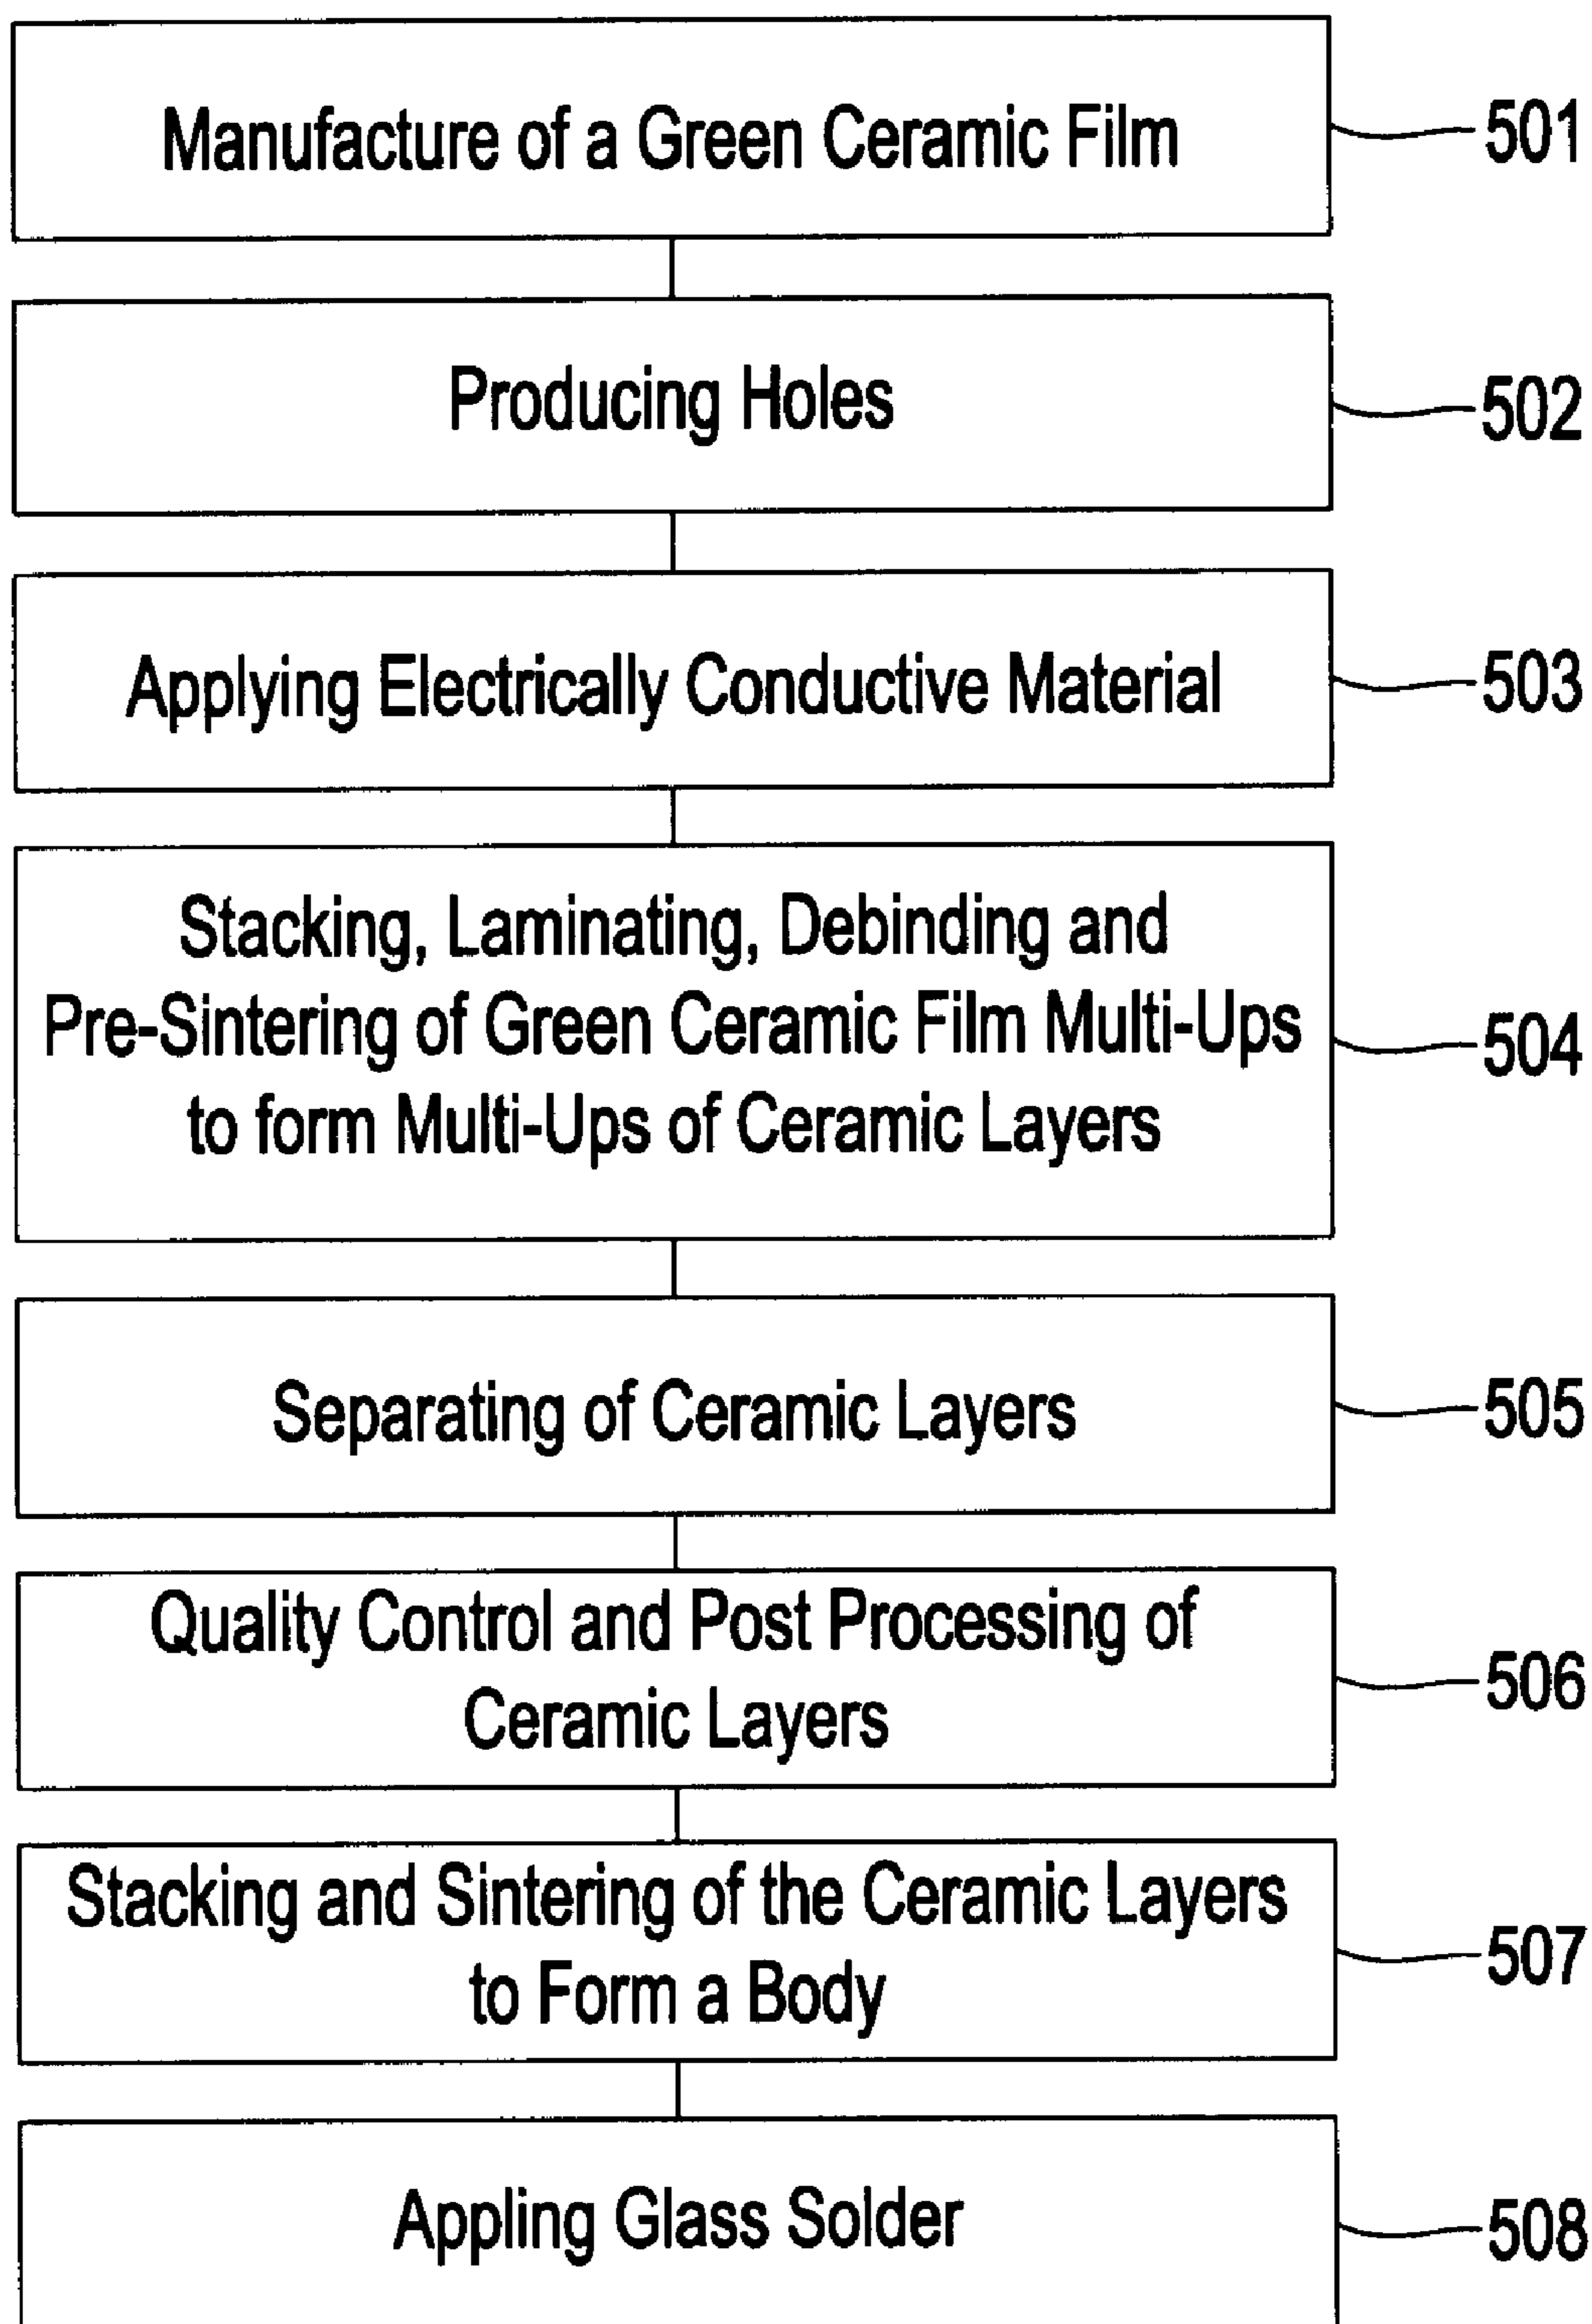 Manufacture of a Green Ceramic Film
501
Producing Holes
502
Applying Electrically Conductive Material
503
Stacking, Laminating, Debinding and
Pre-Sintering of Green Ceramic Film Multi-Ups
to form Multi-Ups of Ceramic Layers
504
Separating of Ceramic Layers
505
Quality Control and Post Processing of
Ceramic Layers
506
Stacking and Sintering of the Ceramic Layers
to Form a Body
507
Appling Glass Solder
508